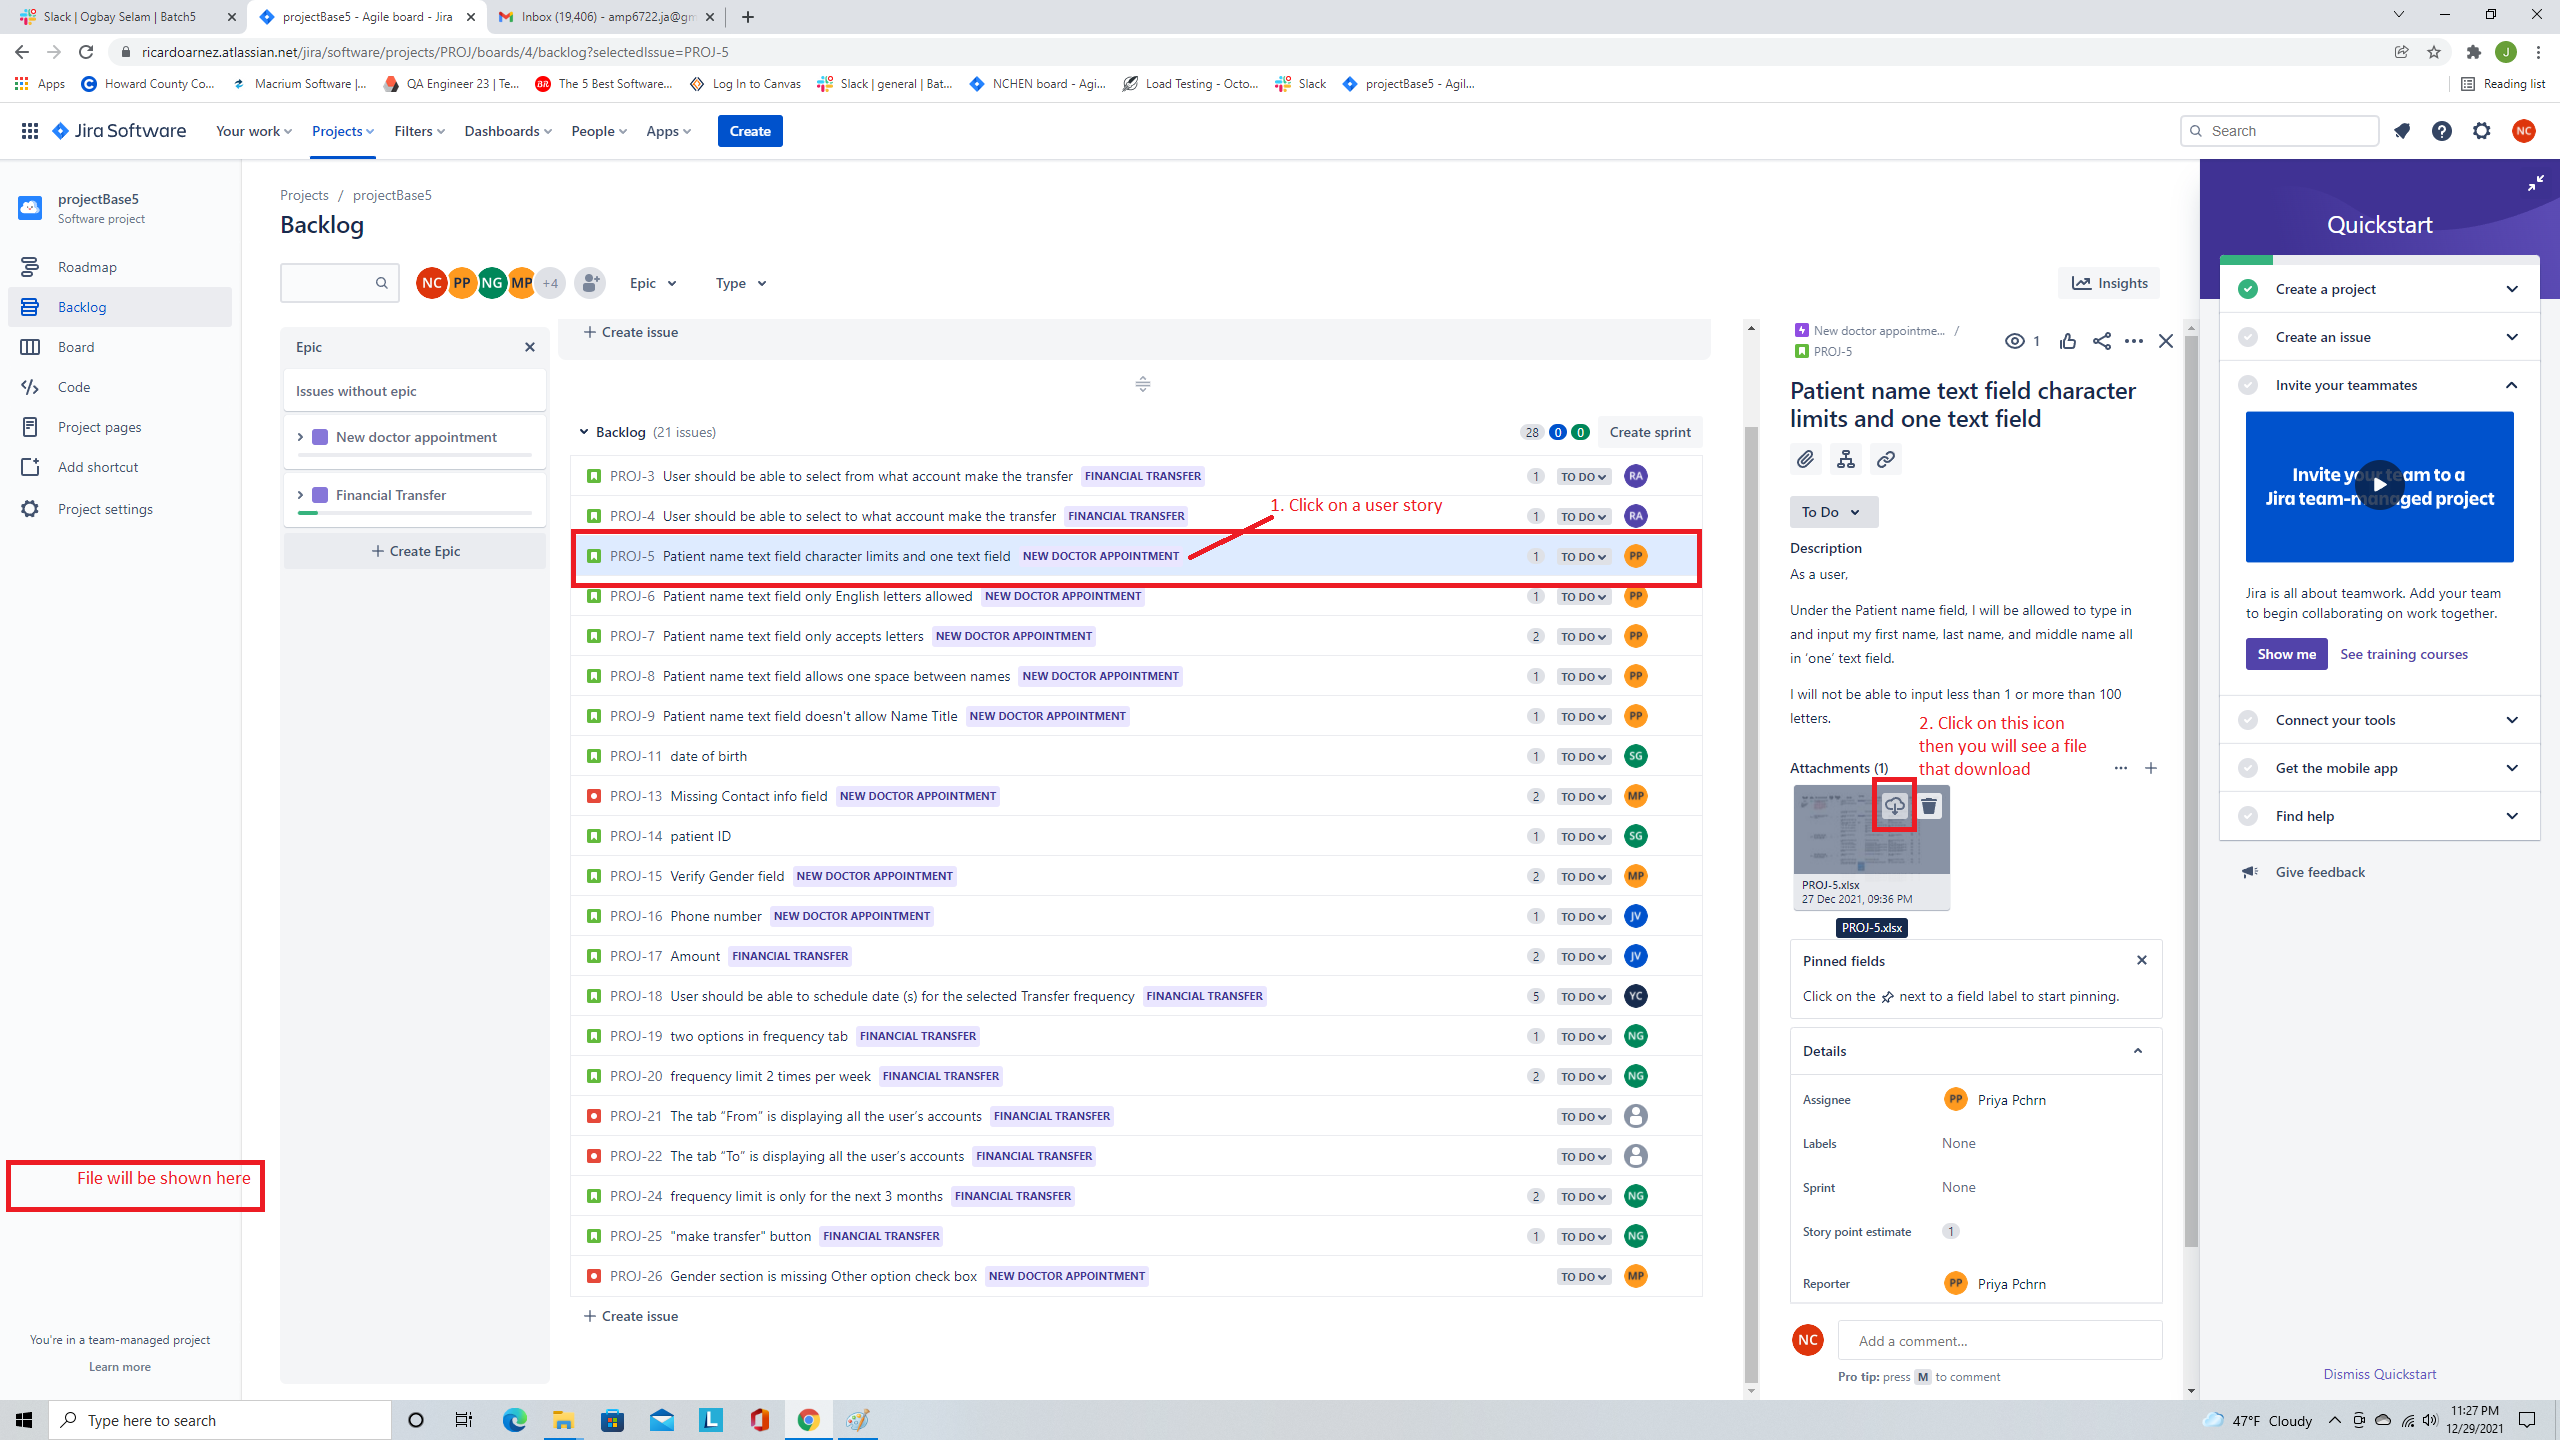 Slack | Ogbay Selam | Batch5
projectBase5 - Agile board - Jira
Inbox (19,406) - amp6722.ja@gm
ricardoarnez.atlassian.net/jira/software/projects/PROJ/boards/4/backlog?selectedIssue=PROJ-5
J
Apps
Howard County Co...
Macrium Software |...
QA Engineer 23 | Te...
BR
The 5 Best Software...
Log In to Canvas
Slack | general | Bat...
NCHEN board - Agi...
Load Testing - Octo...
Slack
projectBase5 - Agil...
Reading list
Jira Software
Your work
Projects
Filters
Dashboards
People
Apps
Create
Search
NC
projectBase5
Software project
Roadmap
Backlog
Board
Code
Project pages
Add shortcut
Project settings
File will be shown here
You're in a team-managed project
Learn more
Projects / projectBase5
Backlog
NC PP NG MP +4
Epic
Type
Insights
Epic
Issues without epic
New doctor appointment
Financial Transfer
+ Create Epic
+ Create issue
Backlog (21 issues)
28 0 0
Create sprint
PROJ-3 User should be able to select from what account make the transfer FINANCIAL TRANSFER 1 TO DO RA
PROJ-4 User should be able to select to what account make the transfer FINANCIAL TRANSFER 1 TO DO RA
1. Click on a user story
PROJ-5 Patient name text field character limits and one text field NEW DOCTOR APPOINTMENT 1 TO DO PP
PROJ-6 Patient name text field only English letters allowed NEW DOCTOR APPOINTMENT 1 TO DO PP
PROJ-7 Patient name text field only accepts letters NEW DOCTOR APPOINTMENT 2 TO DO PP
PROJ-8 Patient name text field allows one space between names NEW DOCTOR APPOINTMENT 1 TO DO PP
PROJ-9 Patient name text field doesn't allow Name Title NEW DOCTOR APPOINTMENT 1 TO DO PP
PROJ-11 date of birth 1 TO DO SG
PROJ-13 Missing Contact info field NEW DOCTOR APPOINTMENT 2 TO DO MP
PROJ-14 patient ID 1 TO DO SG
PROJ-15 Verify Gender field NEW DOCTOR APPOINTMENT 2 TO DO MP
PROJ-16 Phone number NEW DOCTOR APPOINTMENT 1 TO DO JV
PROJ-17 Amount FINANCIAL TRANSFER 2 TO DO JV
PROJ-18 User should be able to schedule date (s) for the selected Transfer frequency FINANCIAL TRANSFER 5 TO DO YC
PROJ-19 two options in frequency tab FINANCIAL TRANSFER 1 TO DO NG
PROJ-20 frequency limit 2 times per week FINANCIAL TRANSFER 2 TO DO NG
PROJ-21 The tab “From” is displaying all the user’s accounts FINANCIAL TRANSFER TO DO
PROJ-22 The tab “To” is displaying all the user’s accounts FINANCIAL TRANSFER TO DO
PROJ-24 frequency limit is only for the next 3 months FINANCIAL TRANSFER 2 TO DO NG
PROJ-25 "make transfer" button FINANCIAL TRANSFER 1 TO DO NG
PROJ-26 Gender section is missing Other option check box NEW DOCTOR APPOINTMENT TO DO MP
+ Create issue
New doctor appointme... /
PROJ-5
1
Patient name text field character
limits and one text field
To Do
Description
As a user,
Under the Patient name field, I will be allowed to type in
and input my first name, last name, and middle name all
in ‘one’ text field.
I will not be able to input less than 1 or more than 100
letters.
2. Click on this icon
then you will see a file
that download
Attachments (1)
PROJ-5.xlsx
27 Dec 2021, 09:36 PM
PROJ-5.xlsx
Pinned fields
Click on the next to a field label to start pinning.
Details
Assignee PP Priya Pchrn
Labels None
Sprint None
Story point estimate 1
Reporter PP Priya Pchrn
NC
Add a comment...
Pro tip: press M to comment
Quickstart
Create a project
Create an issue
Invite your teammates
Invite your team to a
Jira team-managed project
Jira is all about teamwork. Add your team
to begin collaborating on work together.
Show me
See training courses
Connect your tools
Get the mobile app
Find help
Give feedback
Dismiss Quickstart
Type here to search
L
47°F Cloudy
11:27 PM
12/29/2021